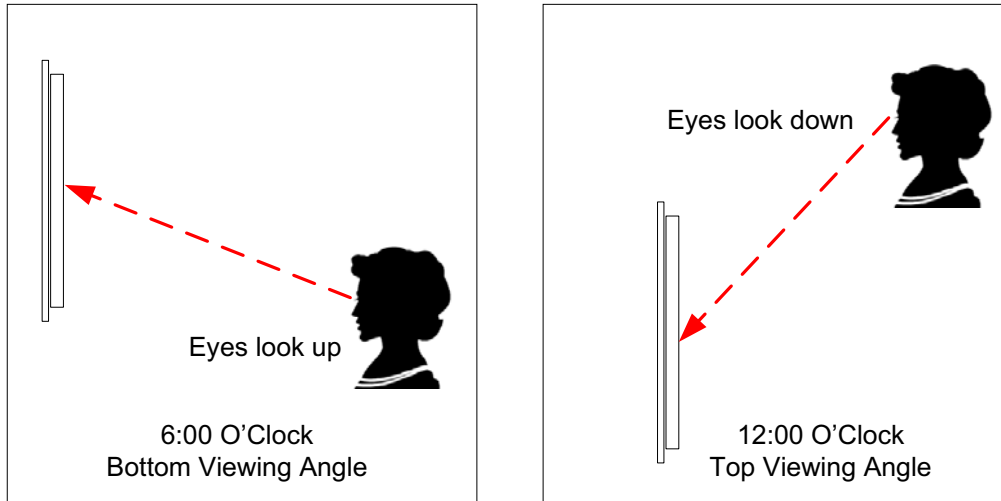 Eyes look up
6:00 O’Clock
Bottom Viewing Angle
Eyes look down
12:00 O’Clock
Top Viewing Angle